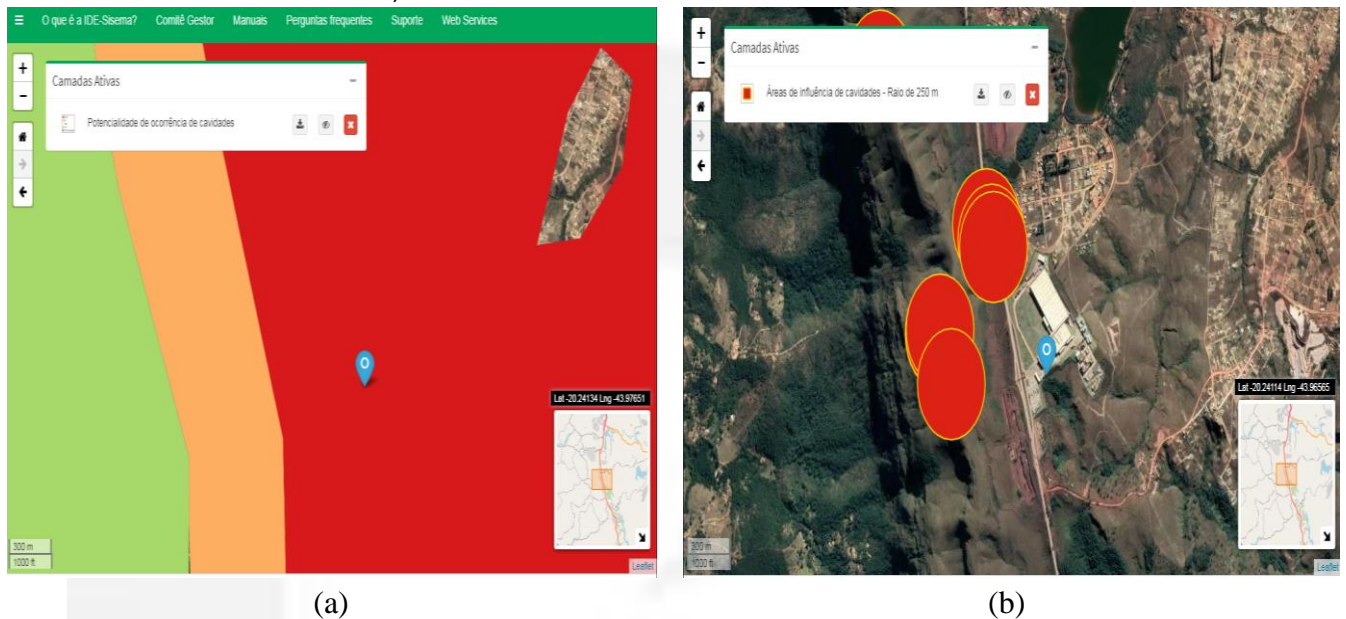 O que é a IDE-Sisema? Comitê Gestor Manuais Perguntas frequentes Suporte Web Services
Camadas Ativas
Potencialidade de ocorrência de cavidades
Lat -20.24134 Lng -43.97651
300 m
1000 ft
Leaflet
(a)
Camadas Ativas
Áreas de influência de cavidades - Raio de 250 m
Lat -20.24114 Lng -43.96565
300 m
1000 ft
Leaflet
(b)